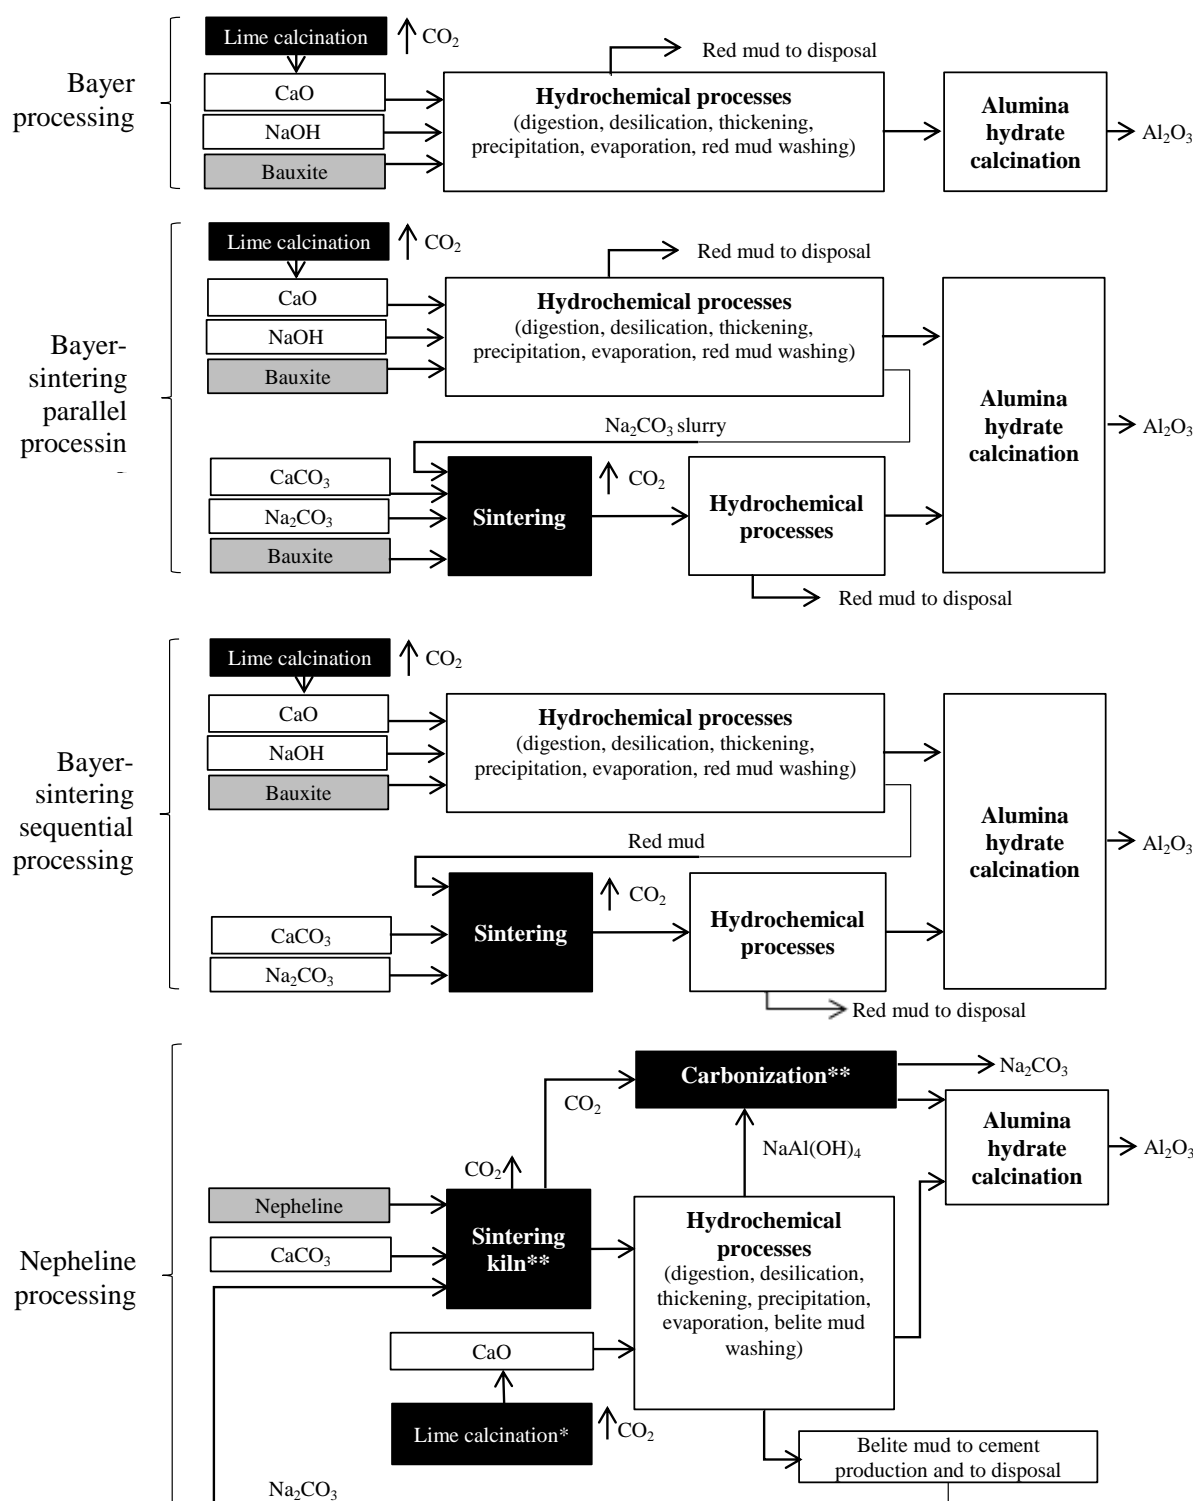 Lime calcination
CO2
Red mud to disposal
Bayer
processing
CaO
NaOH
Bauxite
Hydrochemical processes
(digestion, desilication, thickening,
precipitation, evaporation, red mud washing)
Alumina
hydrate
calcination
Al2O3
Lime calcination
CO2
Red mud to disposal
Bayer-
sintering
parallel
processin
CaO
NaOH
Bauxite
Hydrochemical processes
(digestion, desilication, thickening,
precipitation, evaporation, red mud washing)
Na2CO3 slurry
CaCO3
Na2CO3
Bauxite
Sintering
CO2
Hydrochemical
processes
Red mud to disposal
Alumina
hydrate
calcination
Al2O3
Lime calcination
CO2
Bayer-
sintering
sequential
processing
CaO
NaOH
Bauxite
Hydrochemical processes
(digestion, desilication, thickening,
precipitation, evaporation, red mud washing)
Red mud
CaCO3
Na2CO3
Sintering
CO2
Hydrochemical
processes
Red mud to disposal
Alumina
hydrate
calcination
Al2O3
Nepheline
processing
Carbonization**
Na2CO3
CO2
CO2
NaAl(OH)4
Alumina
hydrate
calcination
Al2O3
Nepheline
CaCO3
Sintering
kiln**
Hydrochemical
processes
(digestion, desilication,
thickening, precipitation,
evaporation, belite mud
washing)
CaO
Lime calcination*
CO2
Belite mud to cement
production and to disposal
Na2CO3